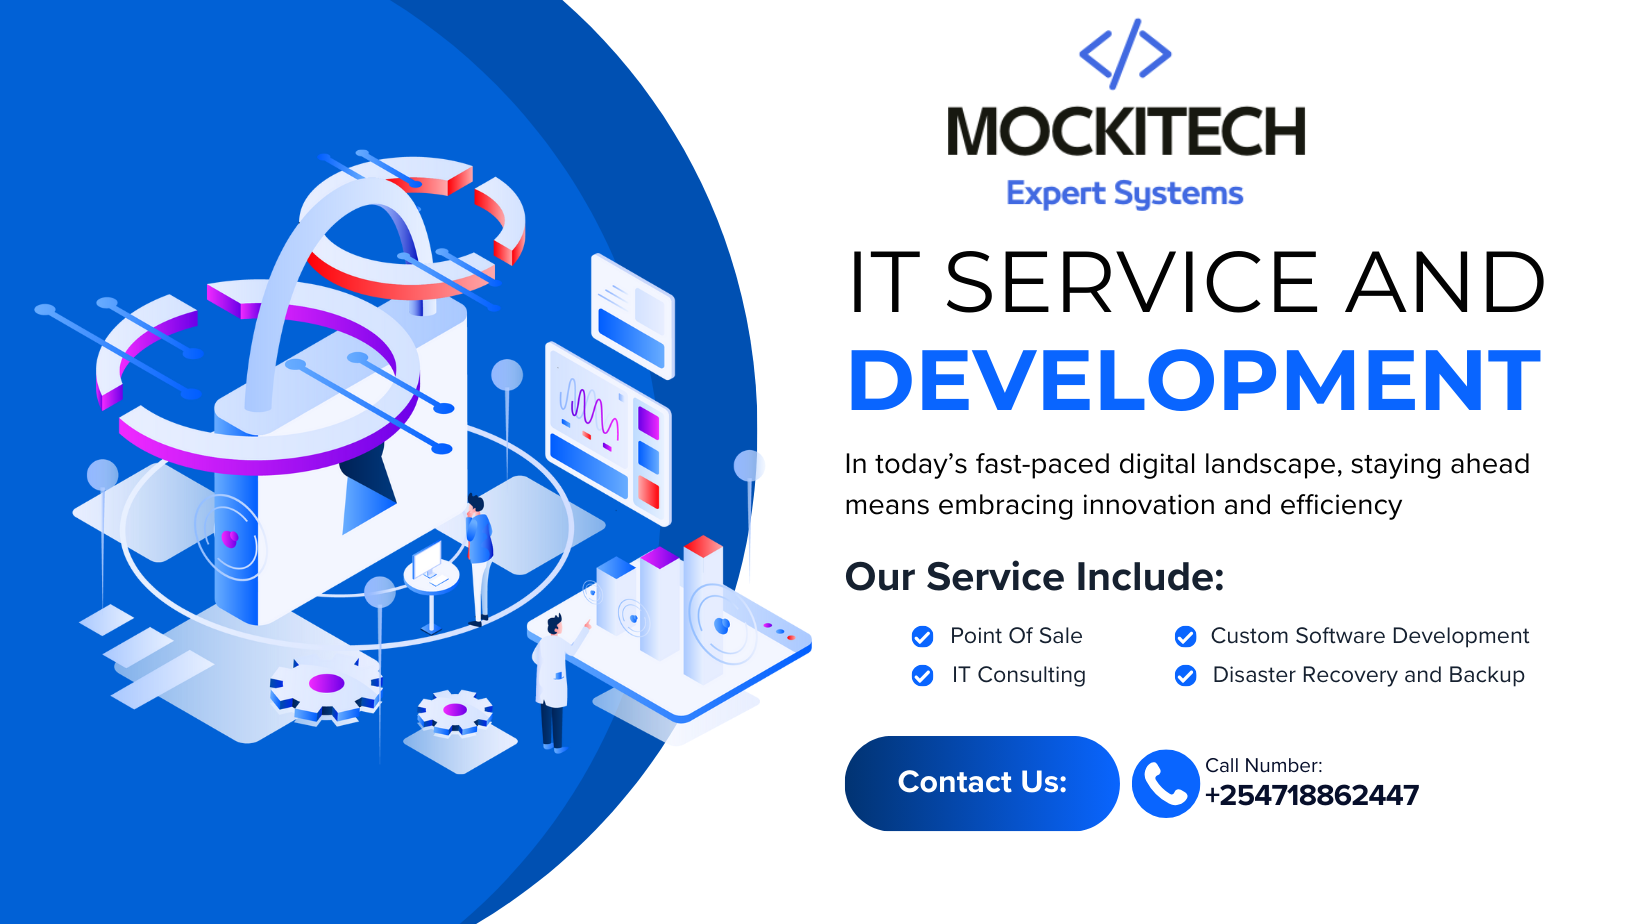 </>
MOCKITECH
Expert Systems
IT SERVICE AND
DEVELOPMENT
In today’s fast-paced digital landscape, staying ahead
means embracing innovation and efficiency
Our Service Include:
Point Of Sale
Custom Software Development
IT Consulting
Disaster Recovery and Backup
Contact Us:
Call Number:
+254718862447